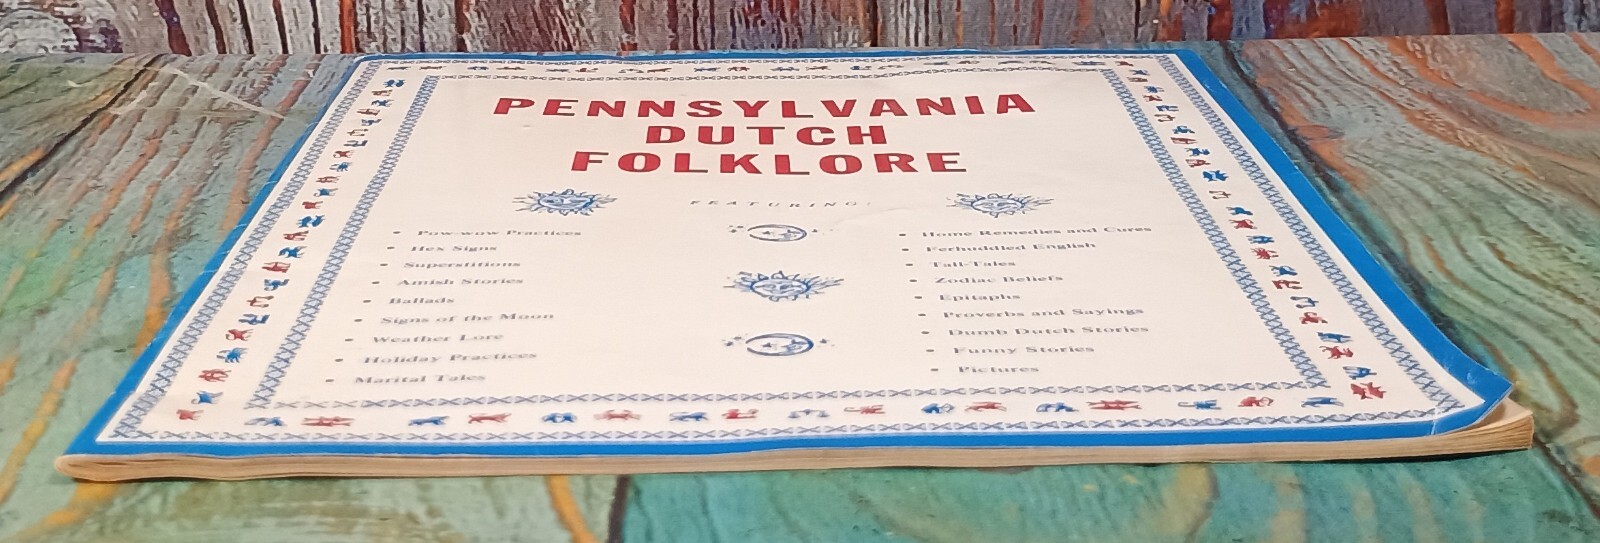 PENNSYLVANIA
DUTCH
FOLKLORE
FEATURING:
• Pow-wow Practices
• Hex Signs
• Superstitions
• Amish Stories
• Ballads
• Signs of the Moon
• Weather Lore
• Holiday Practices
• Marital Tales
• Home Remedies and Cures
• Ferhuddled English
• Tall-Tales
• Zodiac Beliefs
• Epitaphs
• Proverbs and Sayings
• Dumb Dutch Stories
• Funny Stories
• Pictures